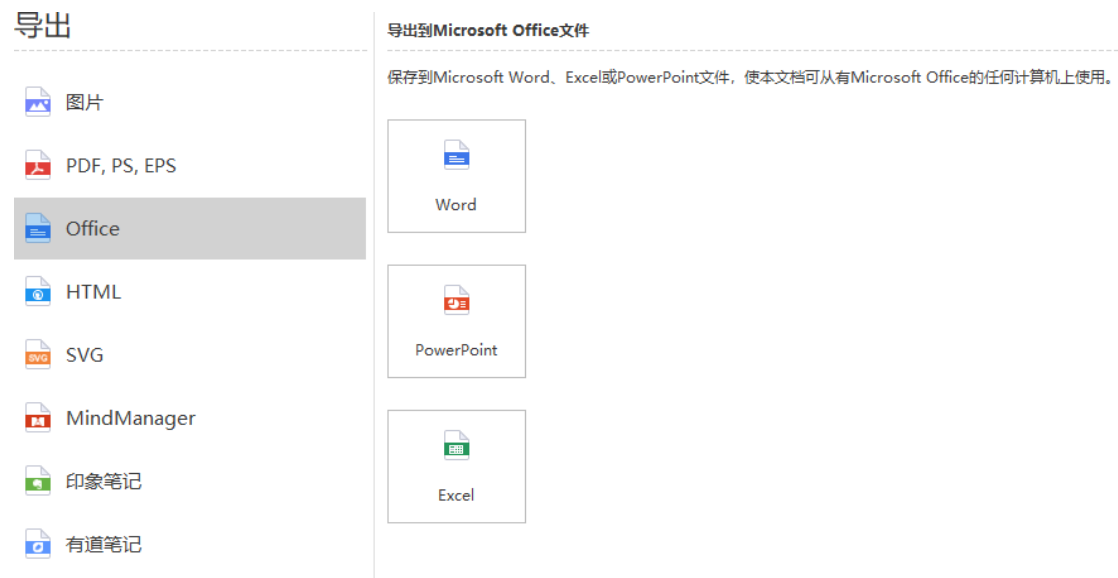 导出
图片
PDF, PS, EPS
Office
HTML
SVG
SVG
MindManager
印象笔记
有道笔记
导出到Microsoft Office文件
保存到Microsoft Word、Excel或PowerPoint文件，使本文档可从有Microsoft Office的任何计算机上使用。
Word
PowerPoint
Excel